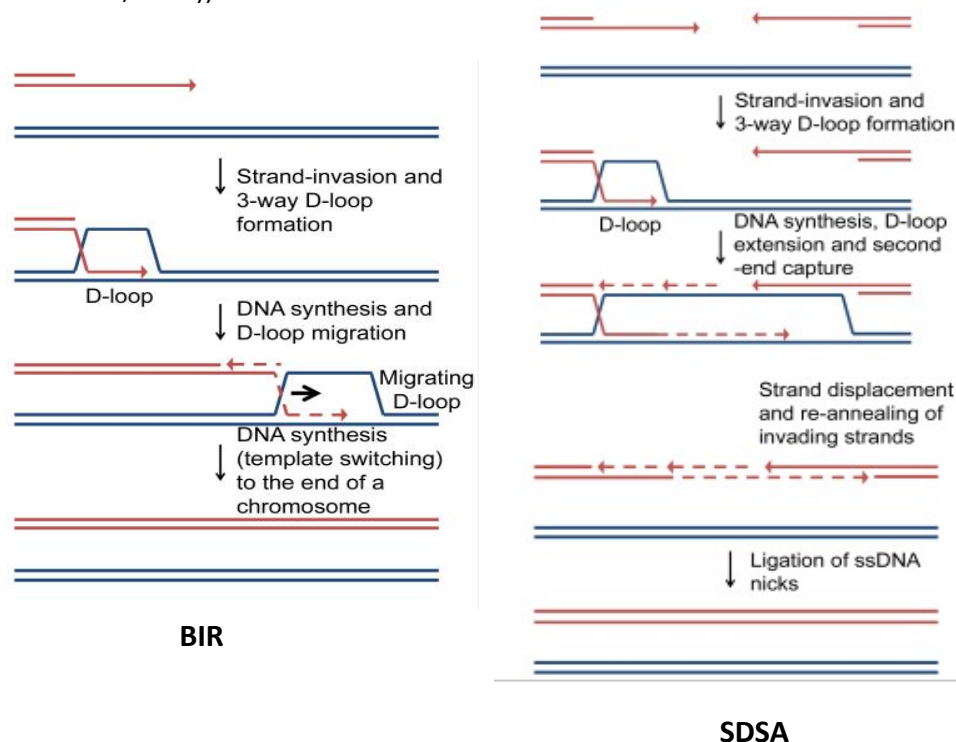 Strand-invasion and
3-way D-loop
formation
D-loop
DNA synthesis and
D-loop migration
Migrating
D-loop
DNA synthesis
(template switching)
to the end of a
chromosome
BIR
Strand-invasion and
3-way D-loop formation
D-loop
DNA synthesis, D-loop
extension and second
-end capture
Strand displacement
and re-annealing of
invading strands
Ligation of ssDNA
nicks
SDSA